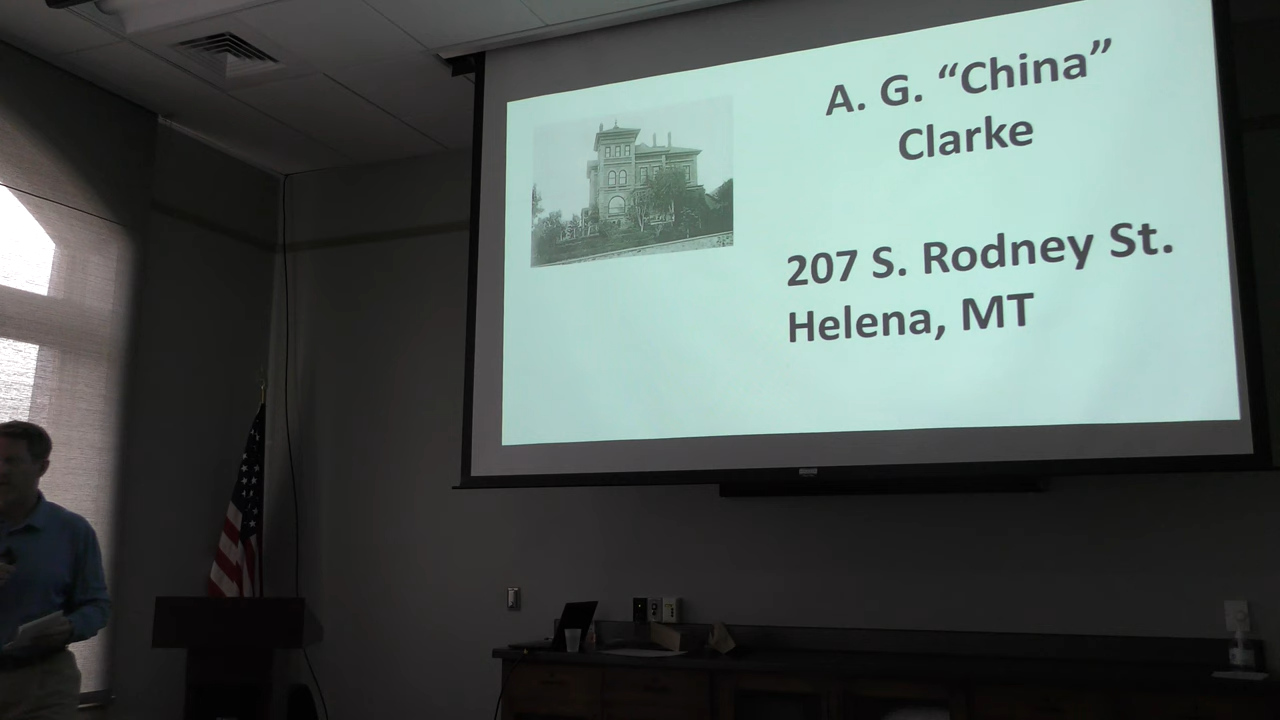 A. G. “China”
Clarke
207 S. Rodney St.
Helena, MT